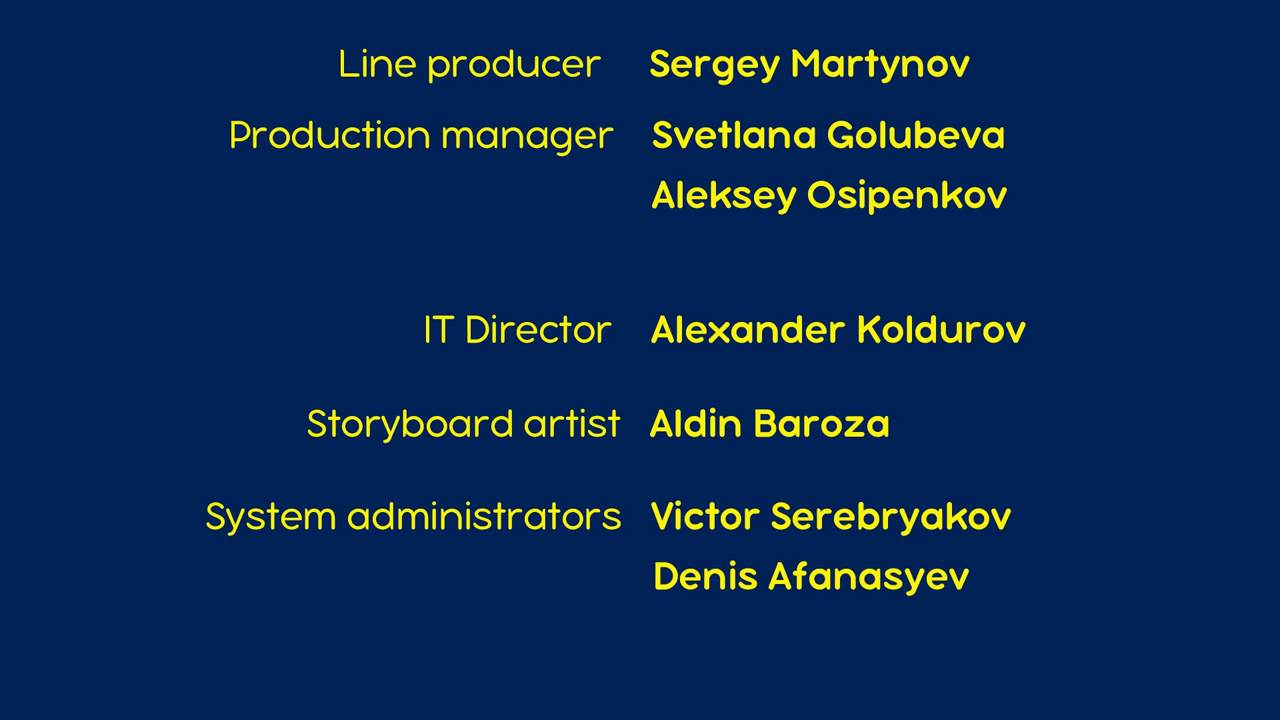 Line producer Sergey Martynov
Production manager Svetlana Golubeva
Aleksey Osipenkov
IT Director Alexander Koldurov
Storyboard artist Aldin Baroza
System administrators Victor Serebryakov
Denis Afanasyev